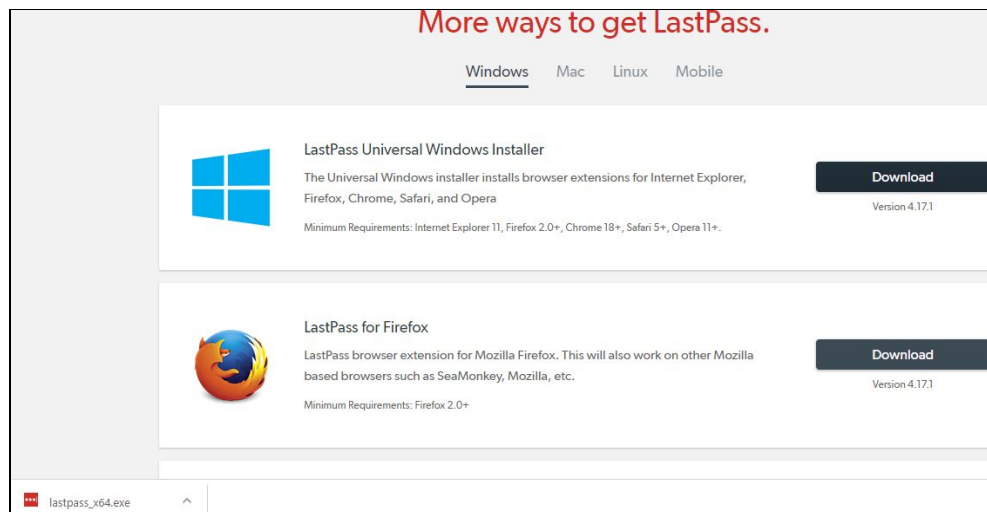 More ways to get LastPass.
Windows Mac Linux Mobile
LastPass Universal Windows Installer
The Universal Windows installer installs browser extensions for Internet Explorer,
Firefox, Chrome, Safari, and Opera
Minimum Requirements: Internet Explorer 11, Firefox 2.0+, Chrome 18+, Safari 5+, Opera 11+.
Download
Version 4.17.1
LastPass for Firefox
LastPass browser extension for Mozilla Firefox. This will also work on other Mozilla
based browsers such as SeaMonkey, Mozilla, etc.
Minimum Requirements: Firefox 2.0+
Download
Version 4.17.1
lastpass_x64.exe